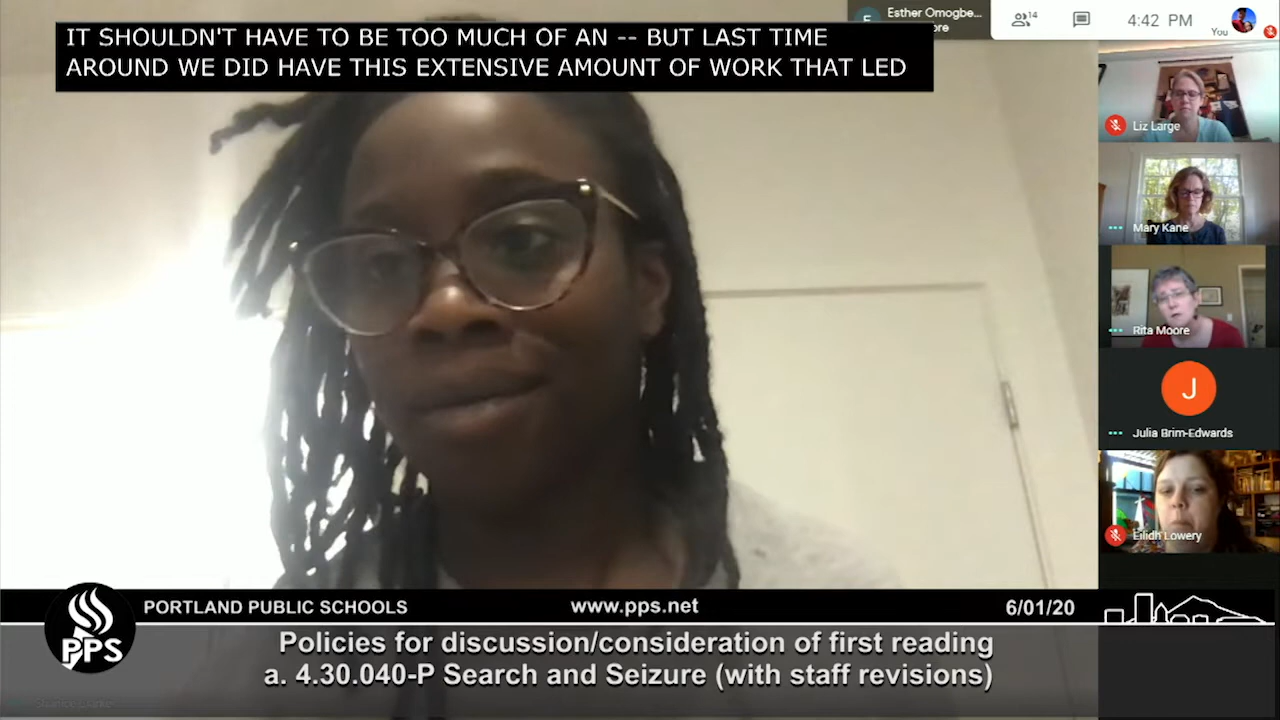 IT SHOULDN'T HAVE TO BE TOO MUCH OF AN -- BUT LAST TIME
AROUND WE DID HAVE THIS EXTENSIVE AMOUNT OF WORK THAT LED
E
Esther Omogbe...
ore
14
4:42 PM
You
Liz Large
Mary Kane
Rita Moore
J
Julia Brim-Edwards
Eilidh Lowery
PPS
PORTLAND PUBLIC SCHOOLS
www.pps.net
6/01/20
Policies for discussion/consideration of first reading
a. 4.30.040-P Search and Seizure (with staff revisions)